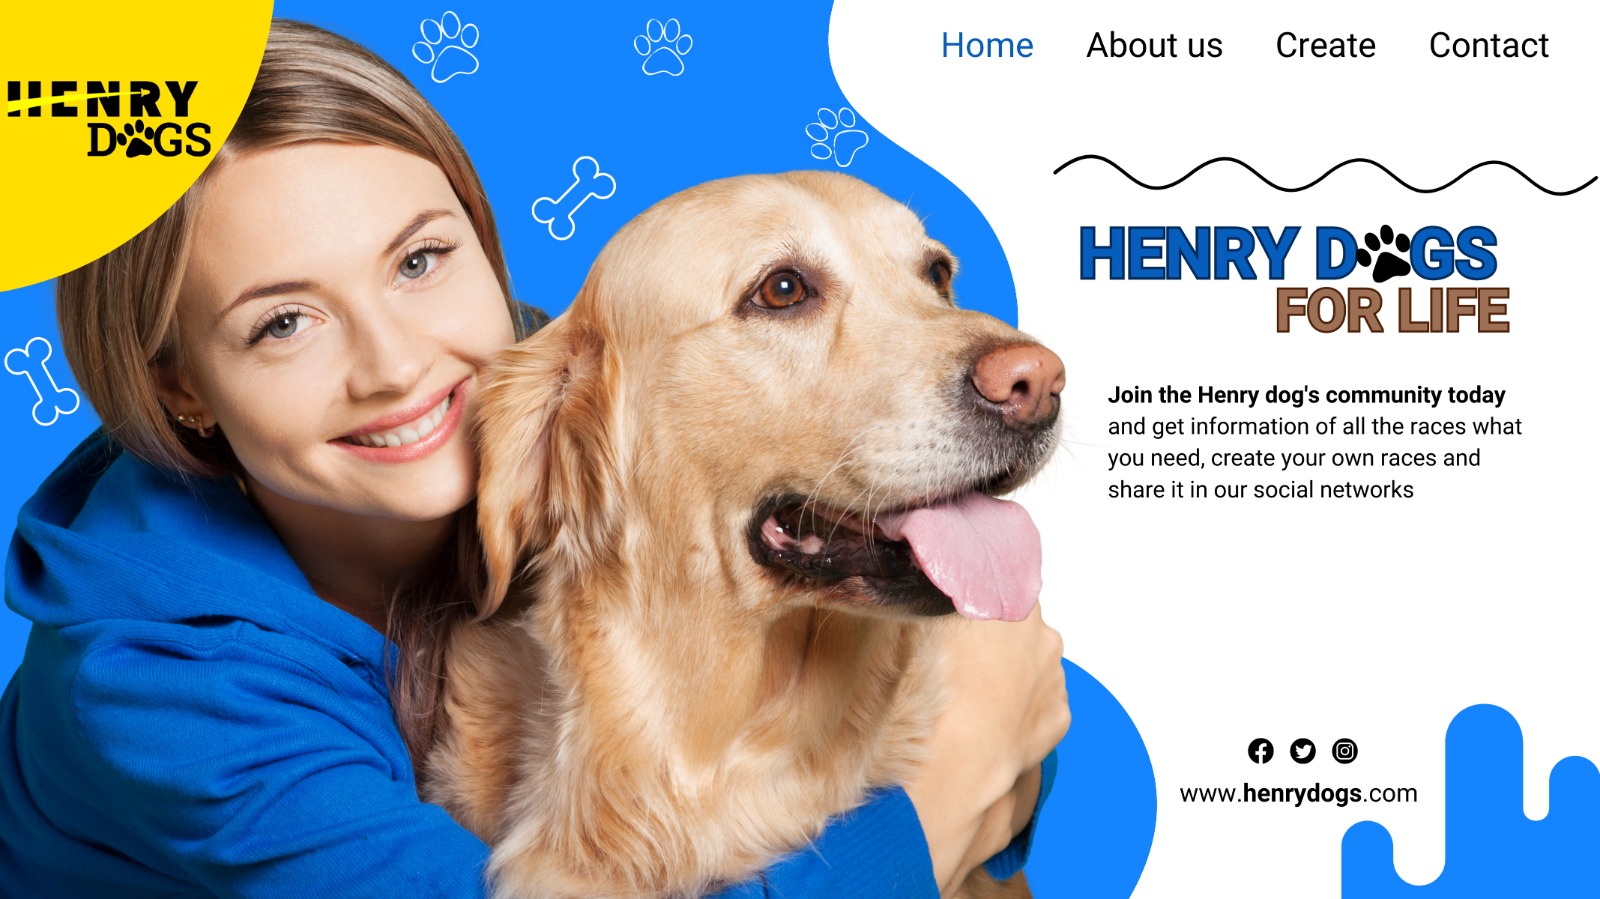 HENRY
DOGS
Home About us Create Contact
HENRY DOGS
FOR LIFE
Join the Henry dog's community today
and get information of all the races what
you need, create your own races and
share it in our social networks
www.henrydogs.com